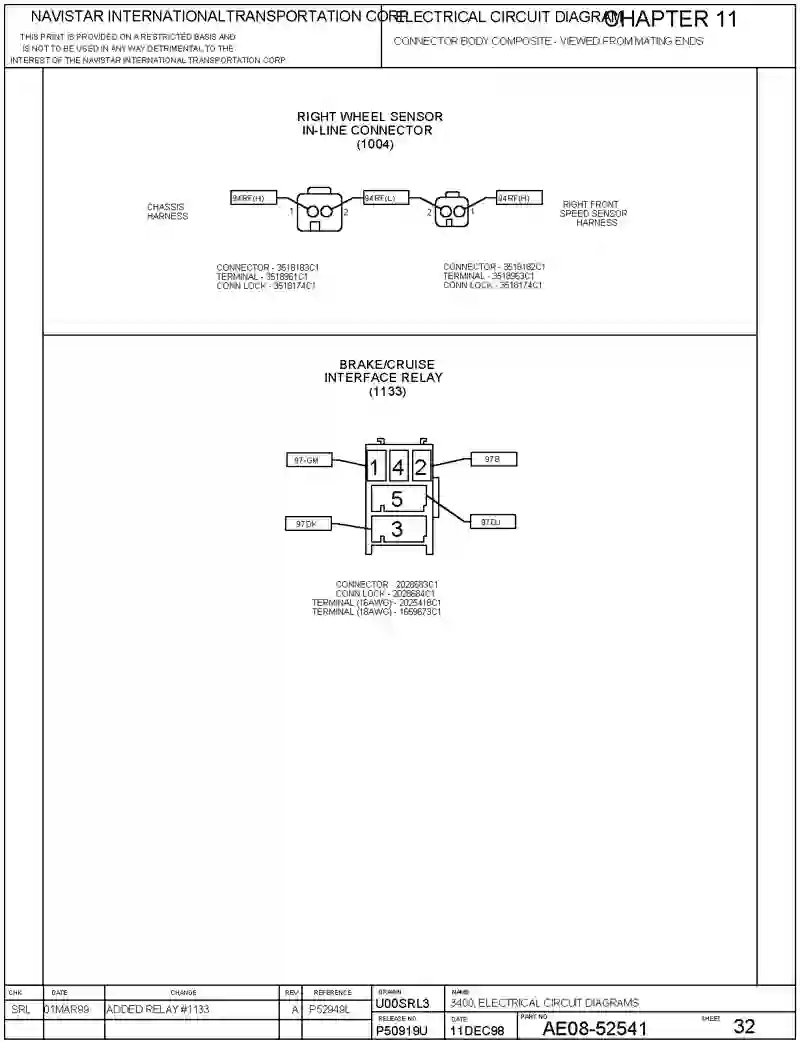 NAVISTAR INTERNATIONAL TRANSPORTATION CORP.
THIS PRINT IS PROVIDED ON A RESTRICTED BASIS AND
IS NOT TO BE USED IN ANY WAY DETRIMENTAL TO THE
INTEREST OF THE NAVISTAR INTERNATIONAL TRANSPORTATION CORP
ELECTRICAL CIRCUIT DIAGRAM
CHAPTER 11
CONNECTOR BODY COMPOSITE - VIEWED FROM MATING ENDS
RIGHT WHEEL SENSOR
IN-LINE CONNECTOR
(1004)
CHASSIS
HARNESS
94RF(H)
1
2
94RF(L)
2
1
94RF(H)
RIGHT FRONT
SPEED SENSOR
HARNESS
CONNECTOR - 3518183C1
TERMINAL - 3518961C1
CONN LOCK - 3518174C1
CONNECTOR - 3518182C1
TERMINAL - 3518963C1
CONN LOCK - 3518174C1
BRAKE/CRUISE
INTERFACE RELAY
(1133)
97-GM
1 4 2
97B
5
97DK
3
CONNECTOR 2028683C1
CONN LOCK - 2028684C1
TERMINAL (16AWG) - 2025418C1
TERMINAL (18AWG) - 1669673C1
CHK DATE CHANGE REV REFERENCE
SRL 01MAR99 ADDED RELAY #1133 A P52949L
DRAWN
U00SRL3
NAME
3400, ELECTRICAL CIRCUIT DIAGRAMS
RELEASE NO.
P50919U
DATE
11DEC98
PART NO.
AE08-52541
SHEET
32